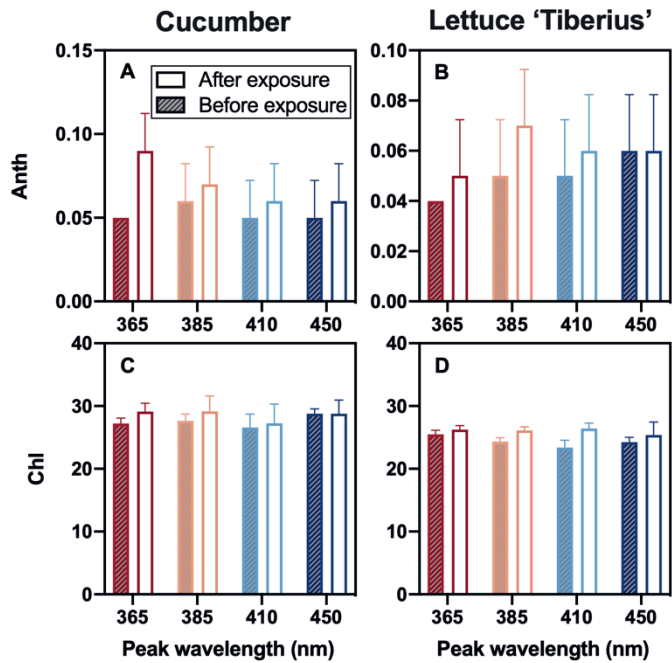 Cucumber
Lettuce ‘Tiberius’
A
After exposure
Before exposure
0.15
0.10
0.05
0.00
Anth
365 385 410 450
B
0.10
0.08
0.06
0.04
0.02
0.00
365 385 410 450
C
40
30
20
10
0
Chl
365 385 410 450
Peak wavelength (nm)
D
40
30
20
10
0
365 385 410 450
Peak wavelength (nm)